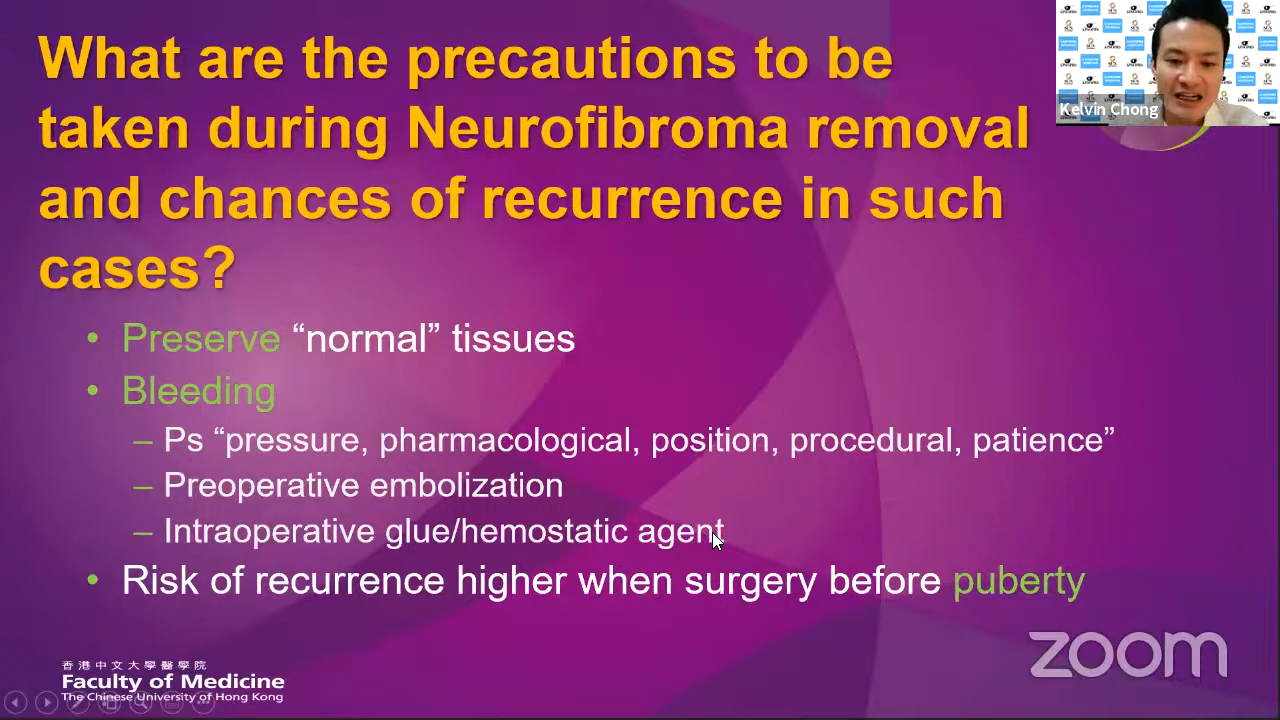 What are the precautions to be
taken during Neurofibroma removal
and chances of recurrence in such
cases?
• Preserve “normal” tissues
• Bleeding
– Ps “pressure, pharmacological, position, procedural, patience”
– Preoperative embolization
– Intraoperative glue/hemostatic agent
• Risk of recurrence higher when surgery before puberty
Kelvin Chong
香港中文大學醫學院
Faculty of Medicine
The Chinese University of Hong Kong
zoom